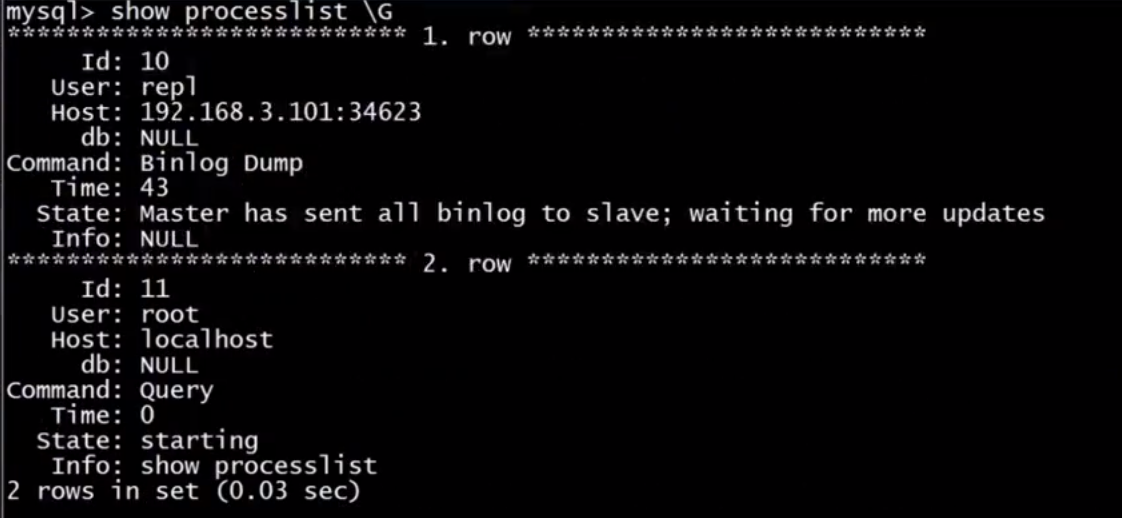 mysql> show processlist \G
*************************** 1. row ***************************
Id: 10
User: repl
Host: 192.168.3.101:34623
db: NULL
Command: Binlog Dump
Time: 43
State: Master has sent all binlog to slave; waiting for more updates
Info: NULL
*************************** 2. row ***************************
Id: 11
User: root
Host: localhost
db: NULL
Command: Query
Time: 0
State: starting
Info: show processlist
2 rows in set (0.03 sec)